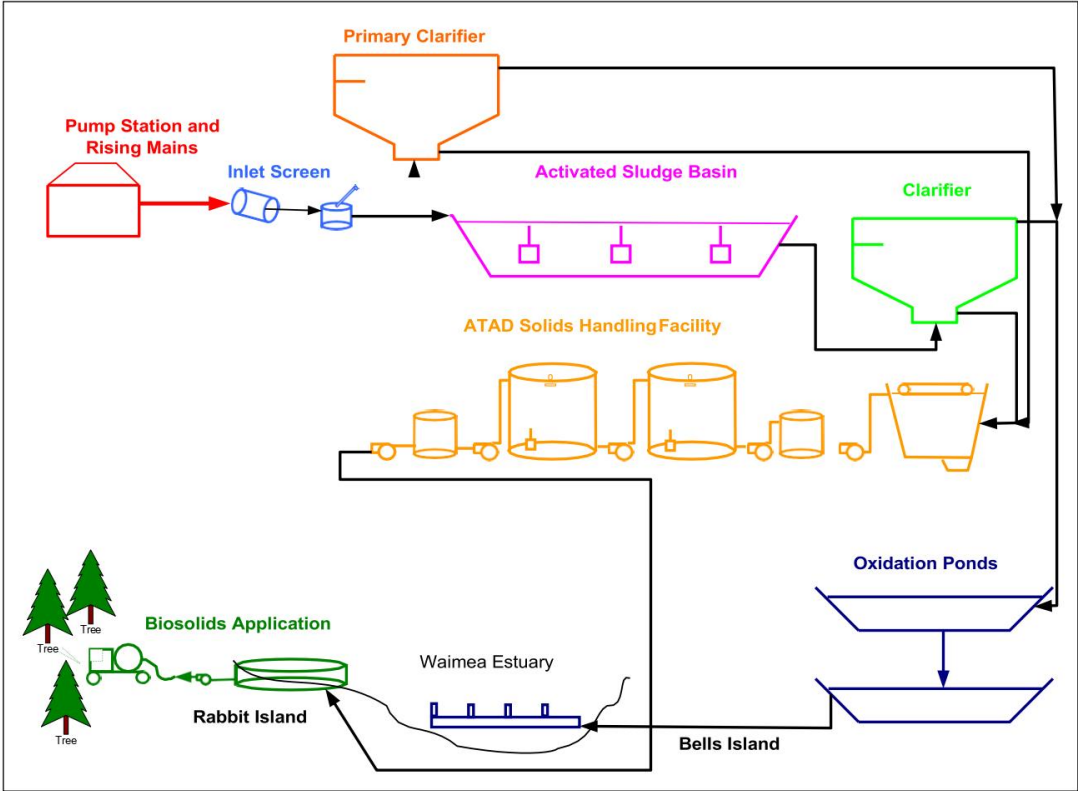 Primary Clarifier
Pump Station and
Rising Mains
Inlet Screen
Activated Sludge Basin
Clarifier
ATAD Solids Handling Facility
Oxidation Ponds
Tree
Tree
Tree
Biosolids Application
Waimea Estuary
Rabbit Island
Bells Island